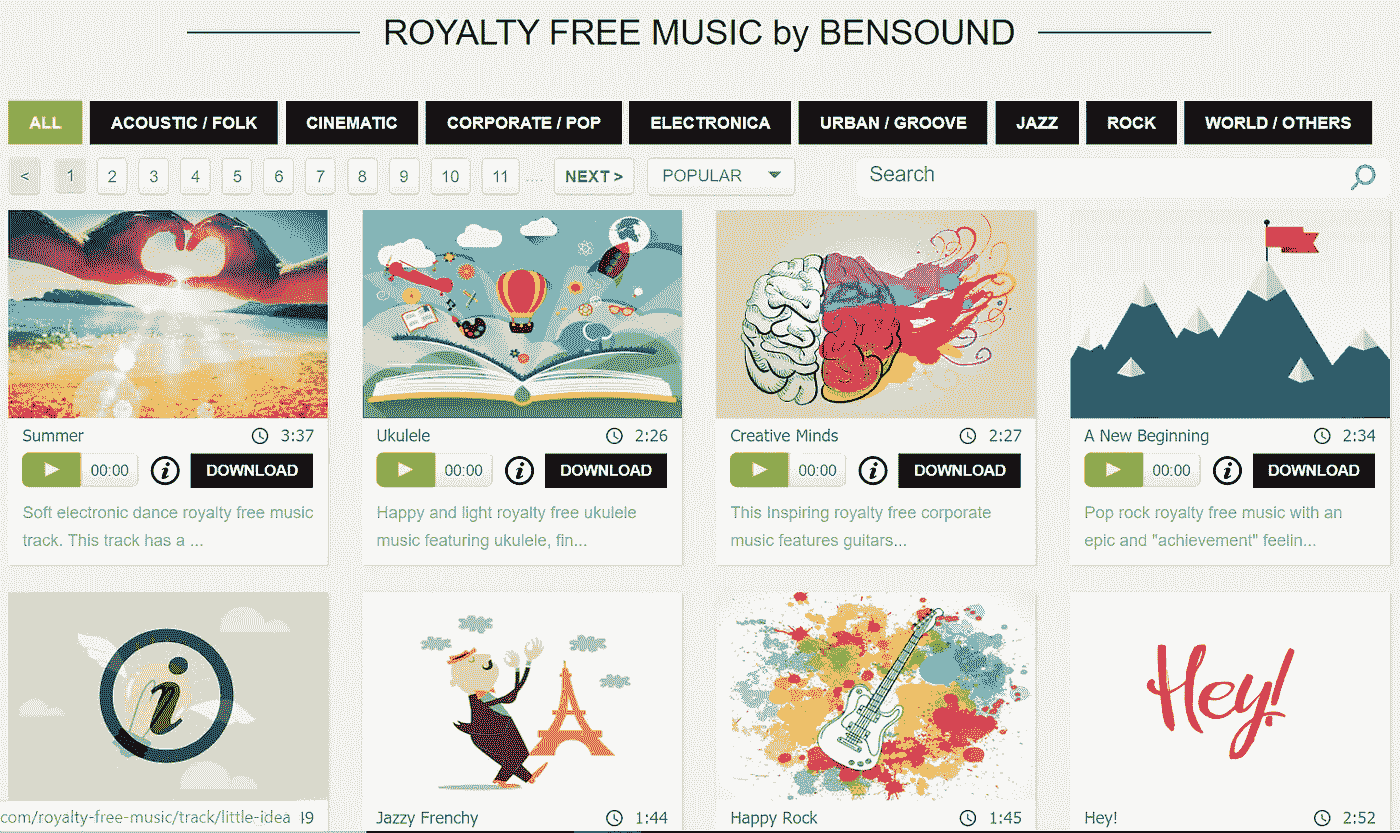 ROYALTY FREE MUSIC by BENSOUND
ALL ACOUSTIC / FOLK CINEMATIC CORPORATE / POP ELECTRONICA URBAN / GROOVE JAZZ ROCK WORLD / OTHERS
< 1 2 3 4 5 6 7 8 9 10 11 .... NEXT > POPULAR Search
Summer 3:37
00:00 i DOWNLOAD
Soft electronic dance royalty free music
track. This track has a ...
Ukulele 2:26
00:00 i DOWNLOAD
Happy and light royalty free ukulele
music featuring ukulele, fin...
Creative Minds 2:27
00:00 i DOWNLOAD
This Inspiring royalty free corporate
music features guitars...
A New Beginning 2:34
00:00 i DOWNLOAD
Pop rock royalty free music with an
epic and "achievement" feelin...
i
com/royalty-free-music/track/little-idea
Jazzy Frenchy 1:44
Happy Rock 1:45
Hey!
Hey! 2:52